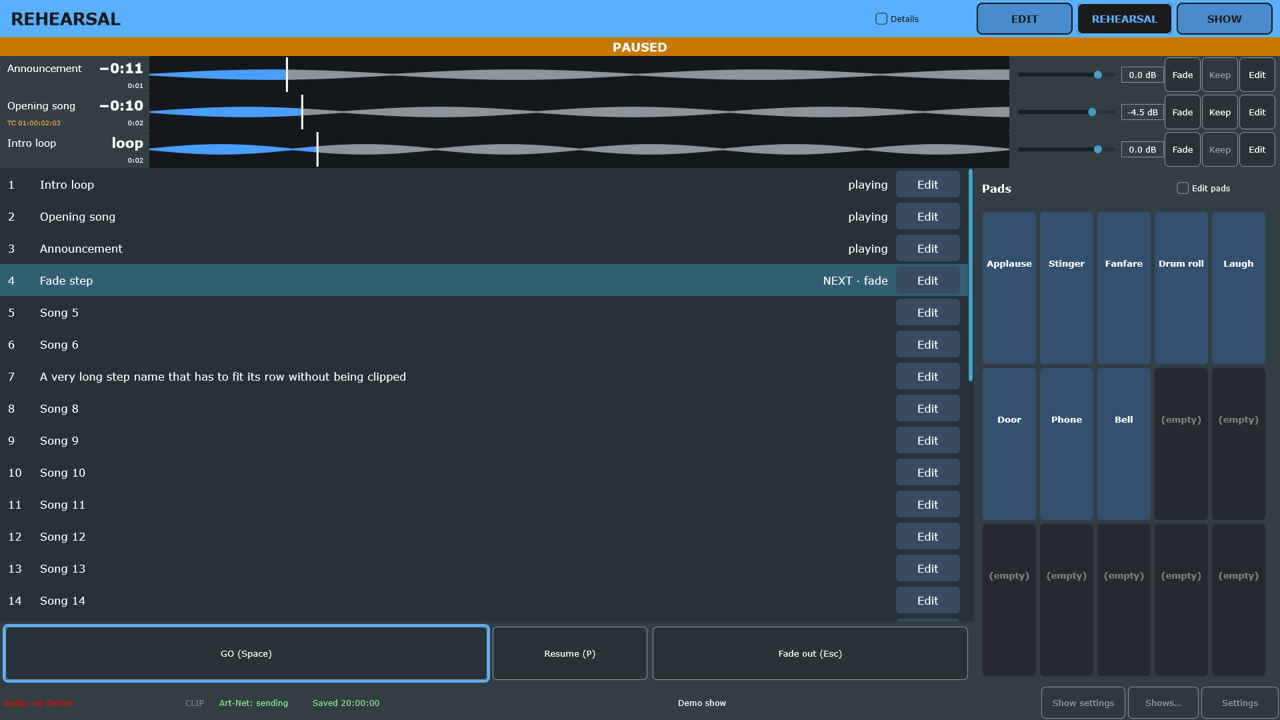 REHEARSAL
Details
EDIT
REHEARSAL
SHOW
PAUSED
Announcement −0:11
0:01
0.0 dB Fade Keep Edit
Opening song −0:10
TC 01:00:02:03 0:02
-4.5 dB Fade Keep Edit
Intro loop loop
0:02
0.0 dB Fade Keep Edit
1 Intro loop playing Edit
2 Opening song playing Edit
3 Announcement playing Edit
4 Fade step NEXT · fade Edit
5 Song 5 Edit
6 Song 6 Edit
7 A very long step name that has to fit its row without being clipped Edit
8 Song 8 Edit
9 Song 9 Edit
10 Song 10 Edit
11 Song 11 Edit
12 Song 12 Edit
13 Song 13 Edit
14 Song 14 Edit
Pads
Edit pads
Applause Stinger Fanfare Drum roll Laugh
Door Phone Bell (empty) (empty)
(empty) (empty) (empty) (empty) (empty)
GO (Space)
Resume (P)
Fade out (Esc)
Audio: no device
CLIP
Art-Net: sending
Saved 20:00:00
Demo show
Show settings
Shows...
Settings